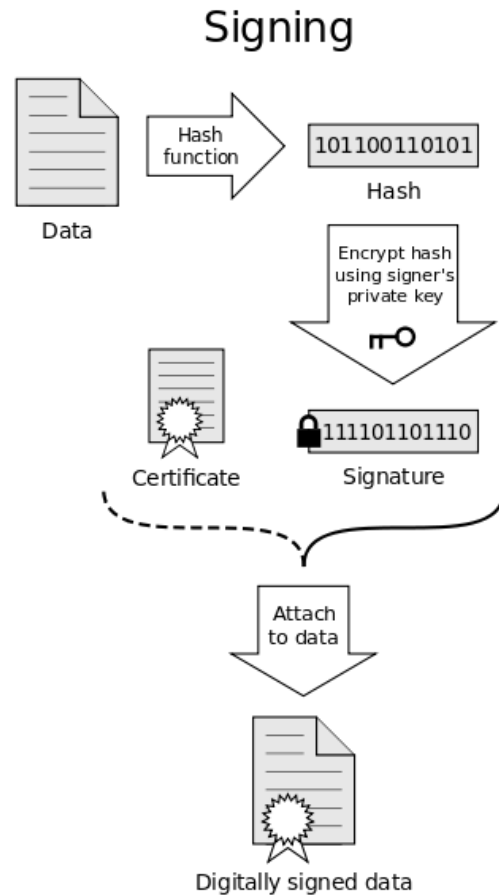 Signing
Hash
function
101100110101
Data
Hash
Encrypt hash
using signer's
private key
111101101110
Certificate
Signature
Attach
to data
Digitally signed data